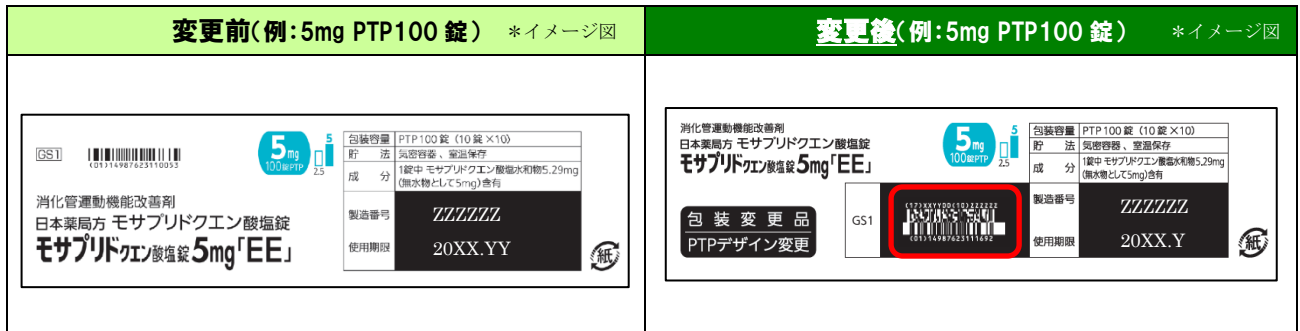 変更前(例:5mg PTP100 錠) *イメージ図
GS1
(01)14987623110053
5mg
100錠PTP
5
2.5
包装容量 PTP100錠(10錠×10)
貯 法 気密容器、室温保存
成 分 1錠中 モサプリドクエン酸塩水和物5.29mg
(無水物として5mg)含有
消化管運動機能改善剤
日本薬局方 モサプリドクエン酸塩錠
モサプリドクエン酸塩錠5mg「EE」
製造番号 ZZZZZZ
使用期限 20XX.YY
紙
変更後(例:5mg PTP100 錠) *イメージ図
消化管運動機能改善剤
日本薬局方 モサプリドクエン酸塩錠
モサプリドクエン酸塩錠5mg「EE」
5mg
100錠PTP
5
2.5
包装容量 PTP100錠(10錠×10)
貯 法 気密容器、室温保存
成 分 1錠中 モサプリドクエン酸塩水和物5.29mg
(無水物として5mg)含有
包装変更品
PTPデザイン変更
GS1
(17)XXYYDD(10)ZZZZZZ
(01)14987623111692
製造番号 ZZZZZZ
使用期限 20XX.Y
紙